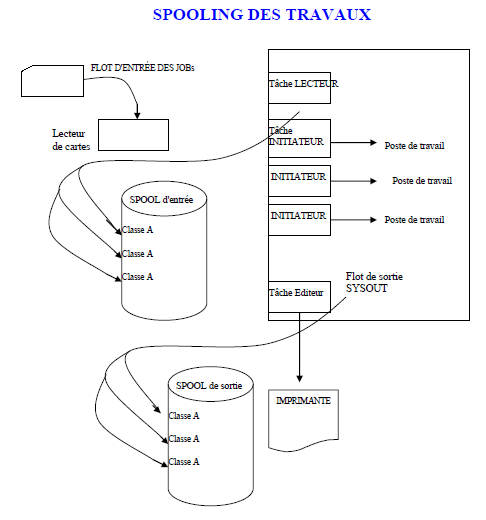 SPOOLING DES TRAVAUX
FLOT D'ENTRÉE DES JOBs
Tâche LECTEUR
Lecteur
de cartes
Tâche
INITIATEUR
Poste de travail
INITIATEUR
Poste de travail
SPOOL d'entrée
INITIATEUR
Poste de travail
Classe A
Classe A
Classe A
Flot de sortie
SYSOUT
Tâche Editeur
SPOOL de sortie
IMPRIMANTE
Classe A
Classe A
Classe A